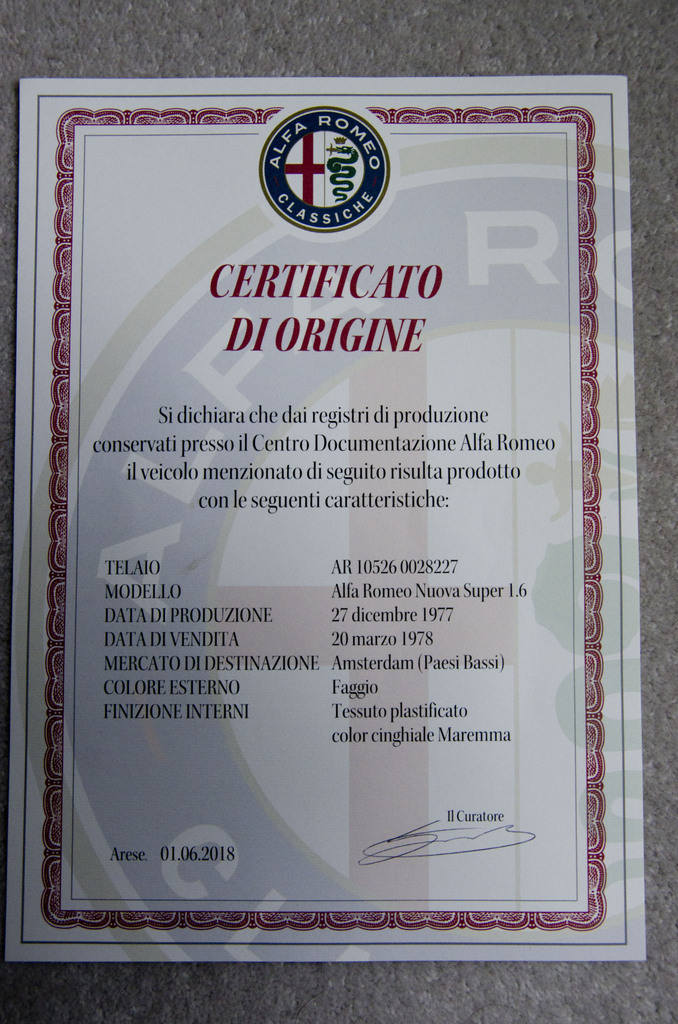 ALFA ROMEO
CLASSICHE
CERTIFICATO
DI ORIGINE
Si dichiara che dai registri di produzione
conservati presso il Centro Documentazione Alfa Romeo
il veicolo menzionato di seguito risulta prodotto
con le seguenti caratteristiche:
TELAIO AR 10526 0028227
MODELLO Alfa Romeo Nuova Super 1.6
DATA DI PRODUZIONE 27 dicembre 1977
DATA DI VENDITA 20 marzo 1978
MERCATO DI DESTINAZIONE Amsterdam (Paesi Bassi)
COLORE ESTERNO Faggio
FINIZIONE INTERNI Tessuto plastificato
color cinghiale Maremma
Il Curatore
Arese, 01.06.2018